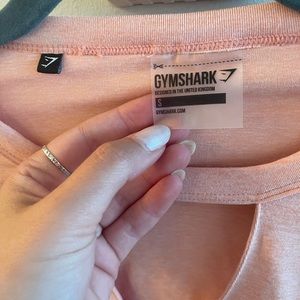 GYMSHARK
DESIGNED IN THE UNITED KINGDOM
S
GYMSHARK.COM